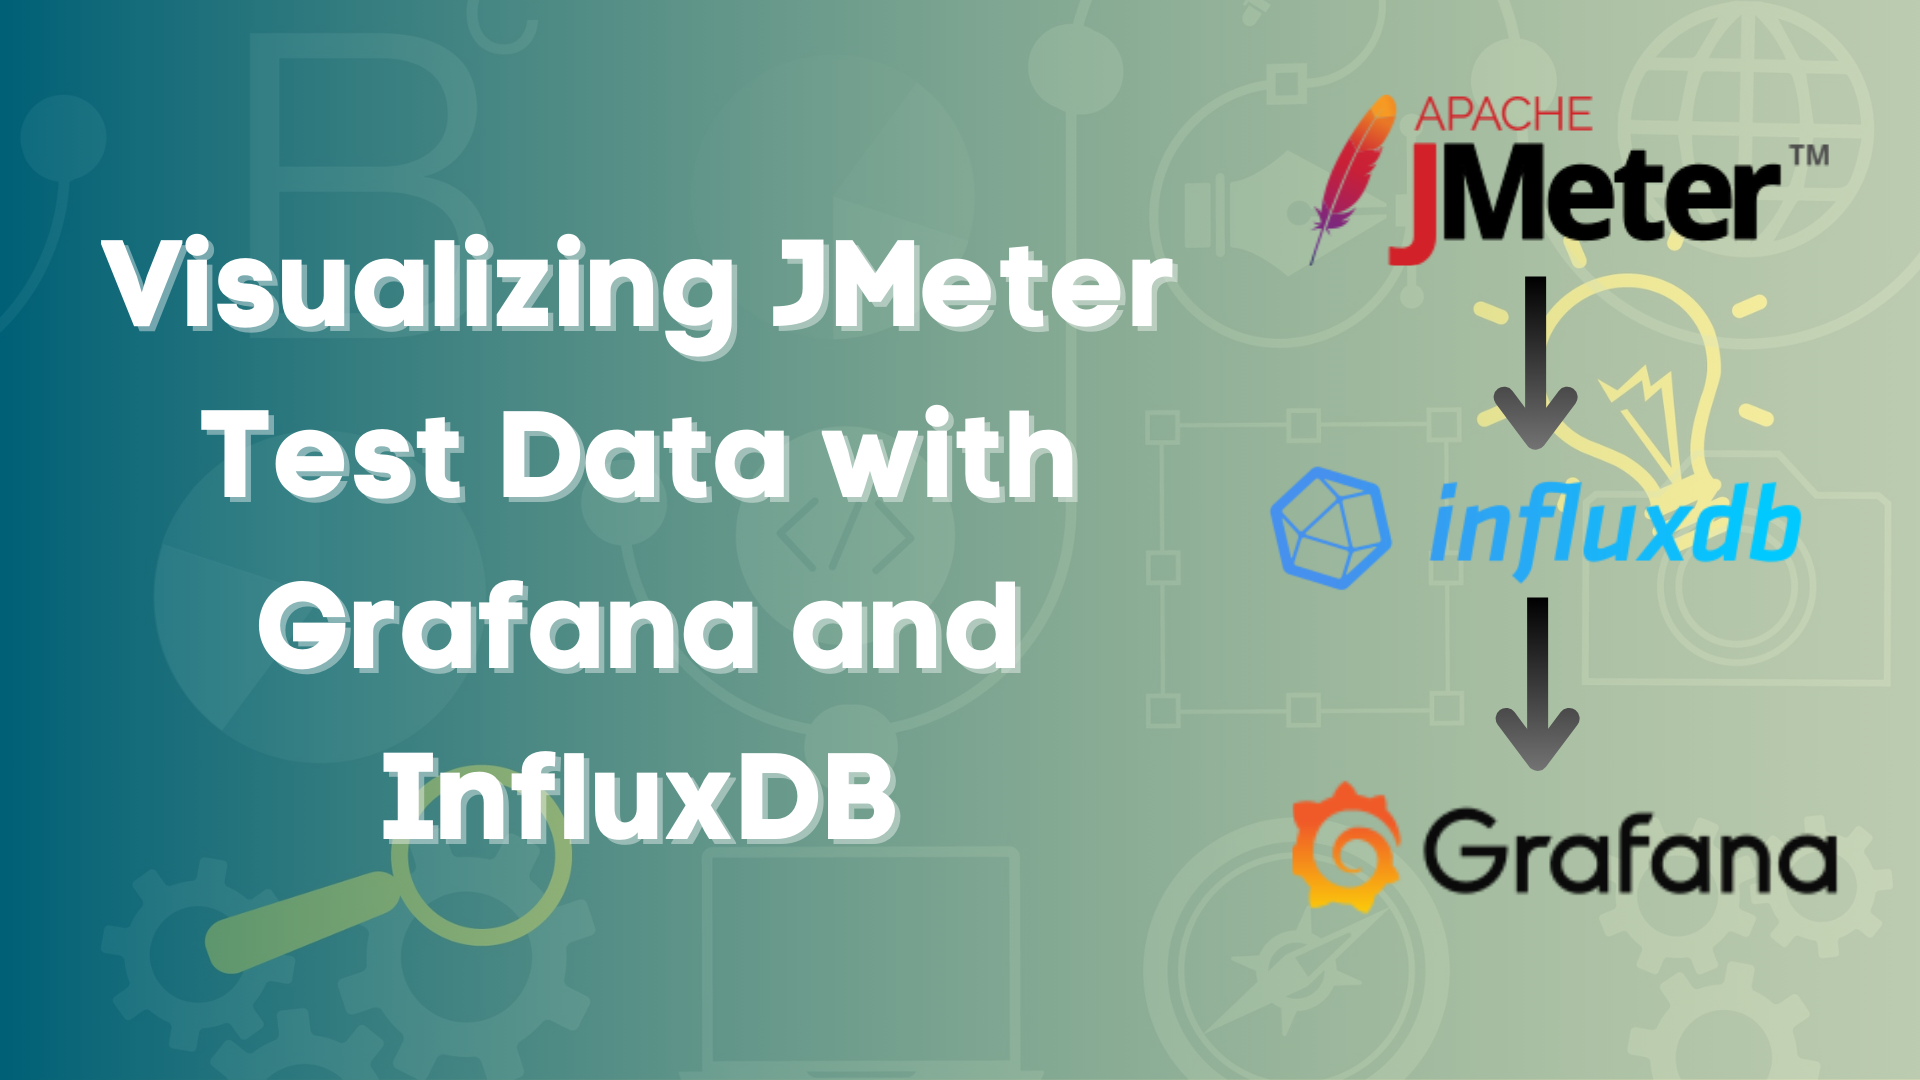 Visualizing JMeter
Test Data with
Grafana and
InfluxDB
APACHE
JMeter™
influxdb
Grafana